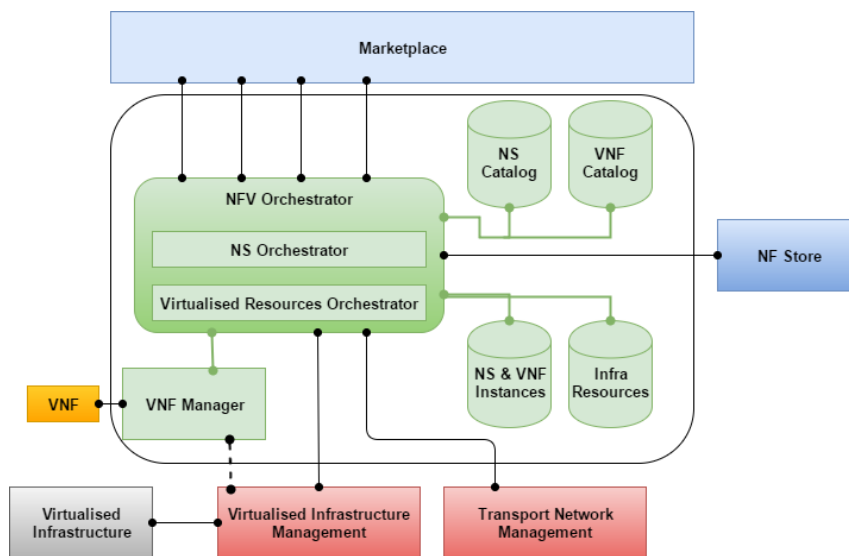 Marketplace
NS
Catalog
VNF
Catalog
NFV Orchestrator
NS Orchestrator
NF Store
Virtualised Resources Orchestrator
NS & VNF
Instances
Infra
Resources
VNF
VNF Manager
Virtualised
Infrastructure
Virtualised Infrastructure
Management
Transport Network
Management